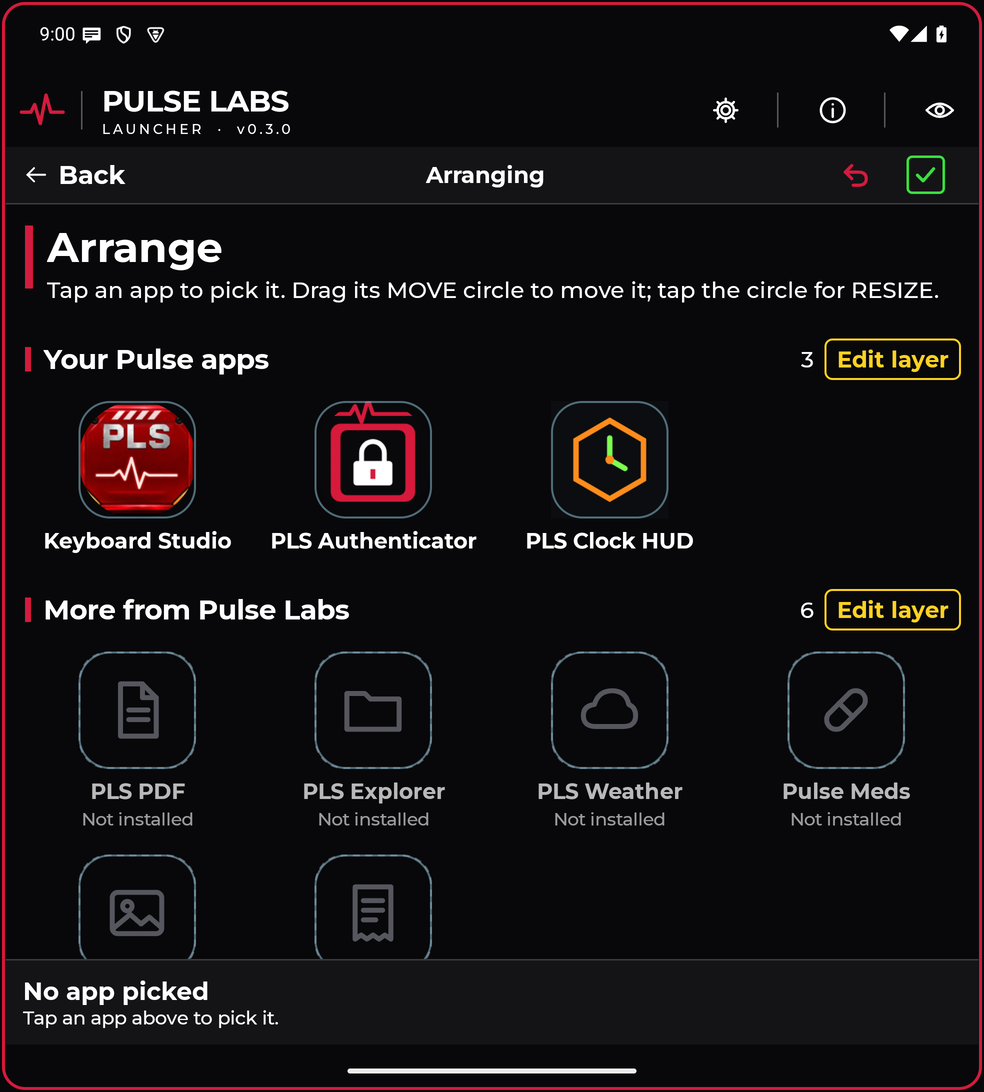 9:00
PULSE LABS
LAUNCHER · v0.3.0
Back
Arranging
Arrange
Tap an app to pick it. Drag its MOVE circle to move it; tap the circle for RESIZE.
Your Pulse apps
3
Edit layer
PLS
Keyboard Studio
PLS Authenticator
PLS Clock HUD
More from Pulse Labs
6
Edit layer
PLS PDF
Not installed
PLS Explorer
Not installed
PLS Weather
Not installed
Pulse Meds
Not installed
No app picked
Tap an app above to pick it.